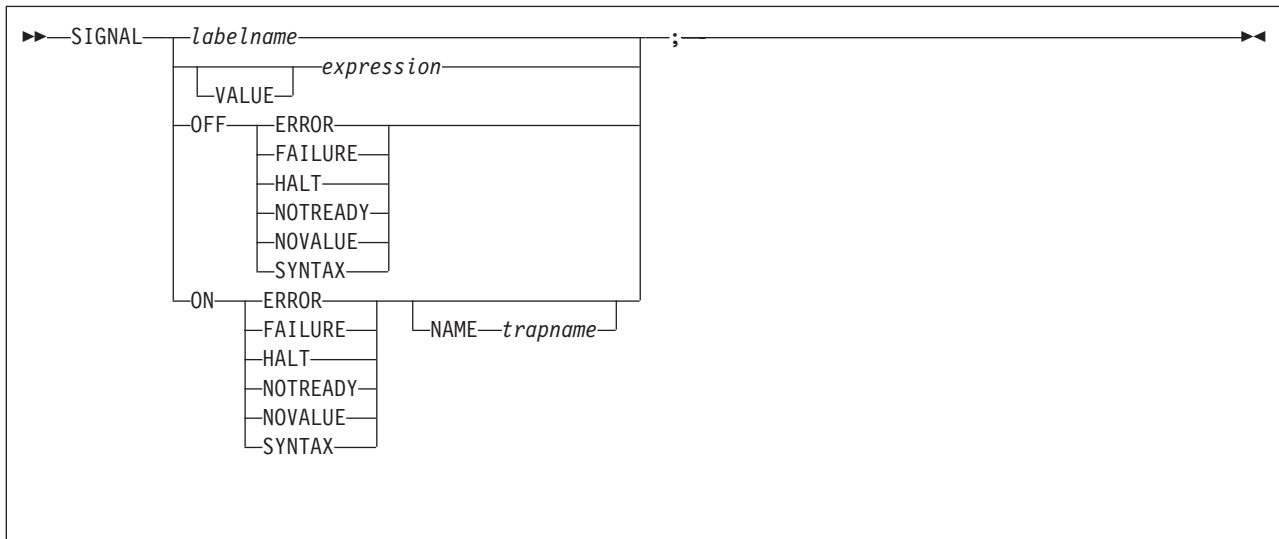 SIGNAL labelname ;
expression
VALUE
OFF ERROR
FAILURE
HALT
NOTREADY
NOVALUE
SYNTAX
ON ERROR
FAILURE NAME trapname
HALT
NOTREADY
NOVALUE
SYNTAX